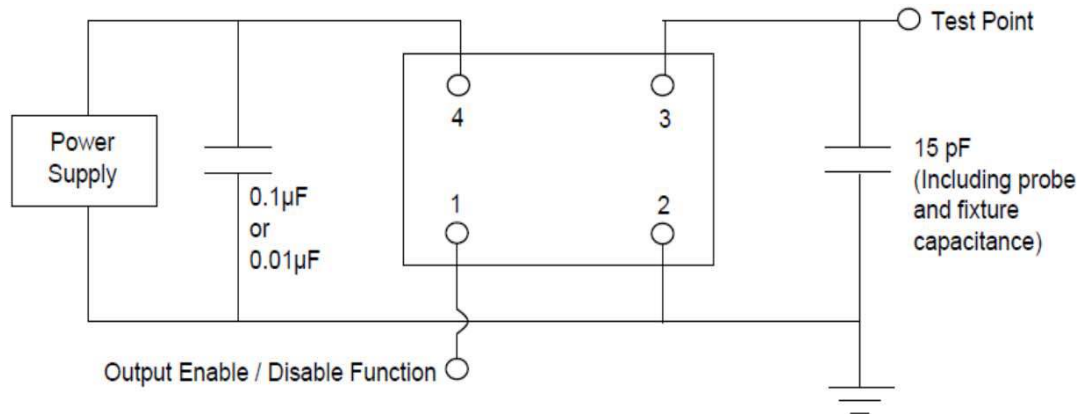 Test Point
4
3
Power
Supply
15 pF
(Including probe
and fixture
capacitance)
0.1µF
or
0.01µF
1
2
Output Enable / Disable Function